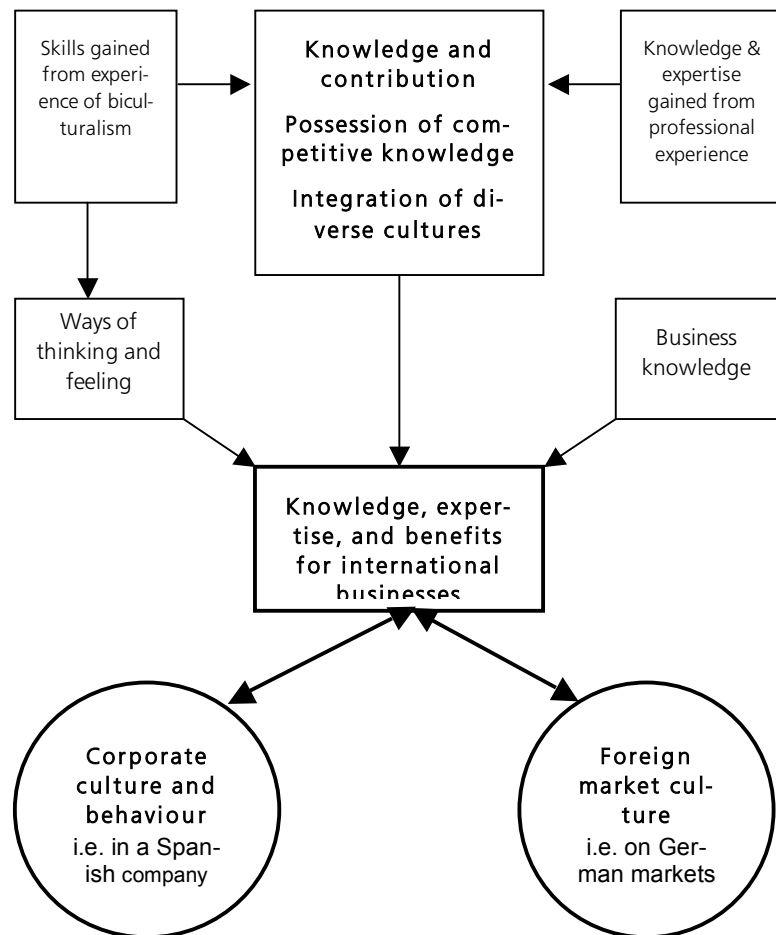 Skills gained
from experi-
ence of bicul-
turalism
Knowledge and
contribution
Possession of com-
petitive knowledge
Integration of di-
verse cultures
Knowledge &
expertise
gained from
professional
experience
Ways of
thinking and
feeling
Business
knowledge
Knowledge, exper-
tise, and benefits
for international
businesses
Corporate
culture and
behaviour
i.e. in a Span-
ish company
Foreign
market cul-
ture
i.e. on Ger-
man markets